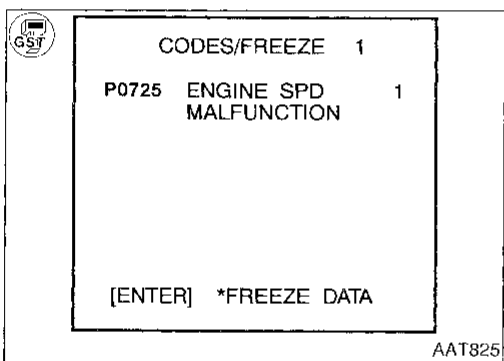 GST
CODES/FREEZE 1
P0725 ENGINE SPD 1
MALFUNCTION
[ENTER] *FREEZE DATA
AAT825